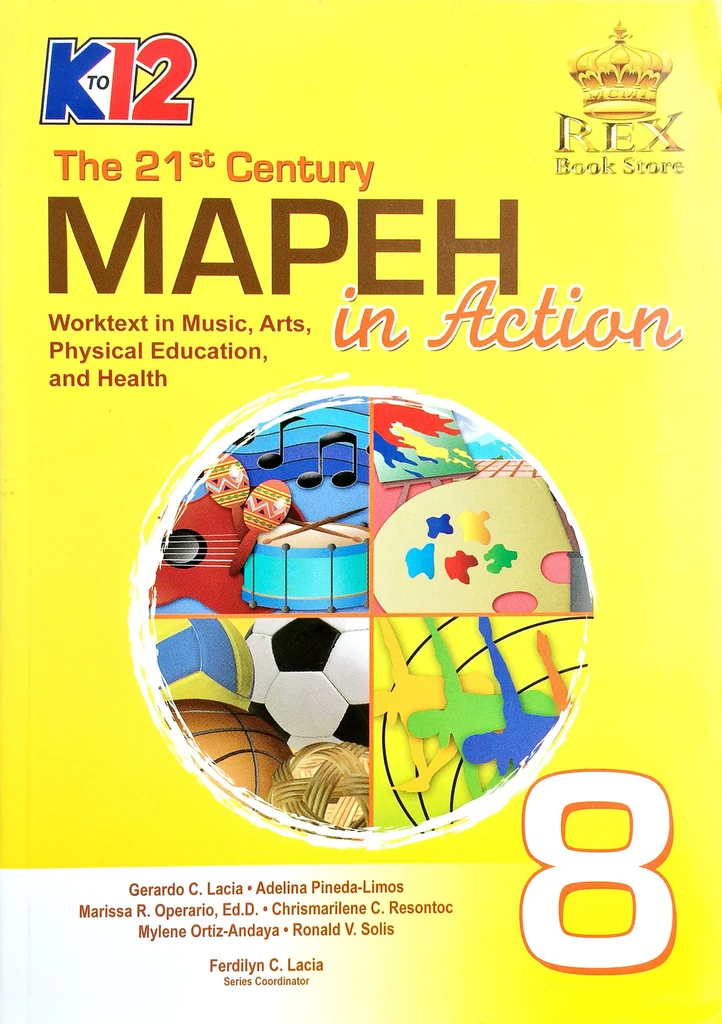 K TO 12
MCML
REX
Book Store
The 21st Century
MAPEH
in Action
Worktext in Music, Arts,
Physical Education,
and Health
8
Gerardo C. Lacia • Adelina Pineda-Limos
Marissa R. Operario, Ed.D. • Chrismarilene C. Resontoc
Mylene Ortiz-Andaya • Ronald V. Solis
Ferdilyn C. Lacia
Series Coordinator